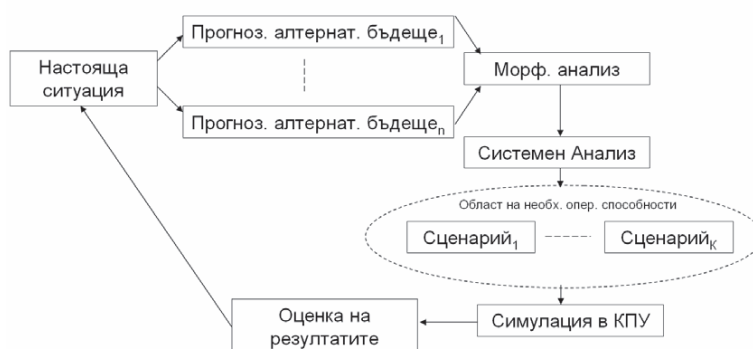 Прогноз. алтернат. бъдеще1
Настояща
ситуация
Морф. анализ
Прогноз. алтернат. бъдещеn
Системен Анализ
Област на необх. опер. способности
Сценарий1
СценарийK
Симулация в КПУ
Оценка на
резултатите